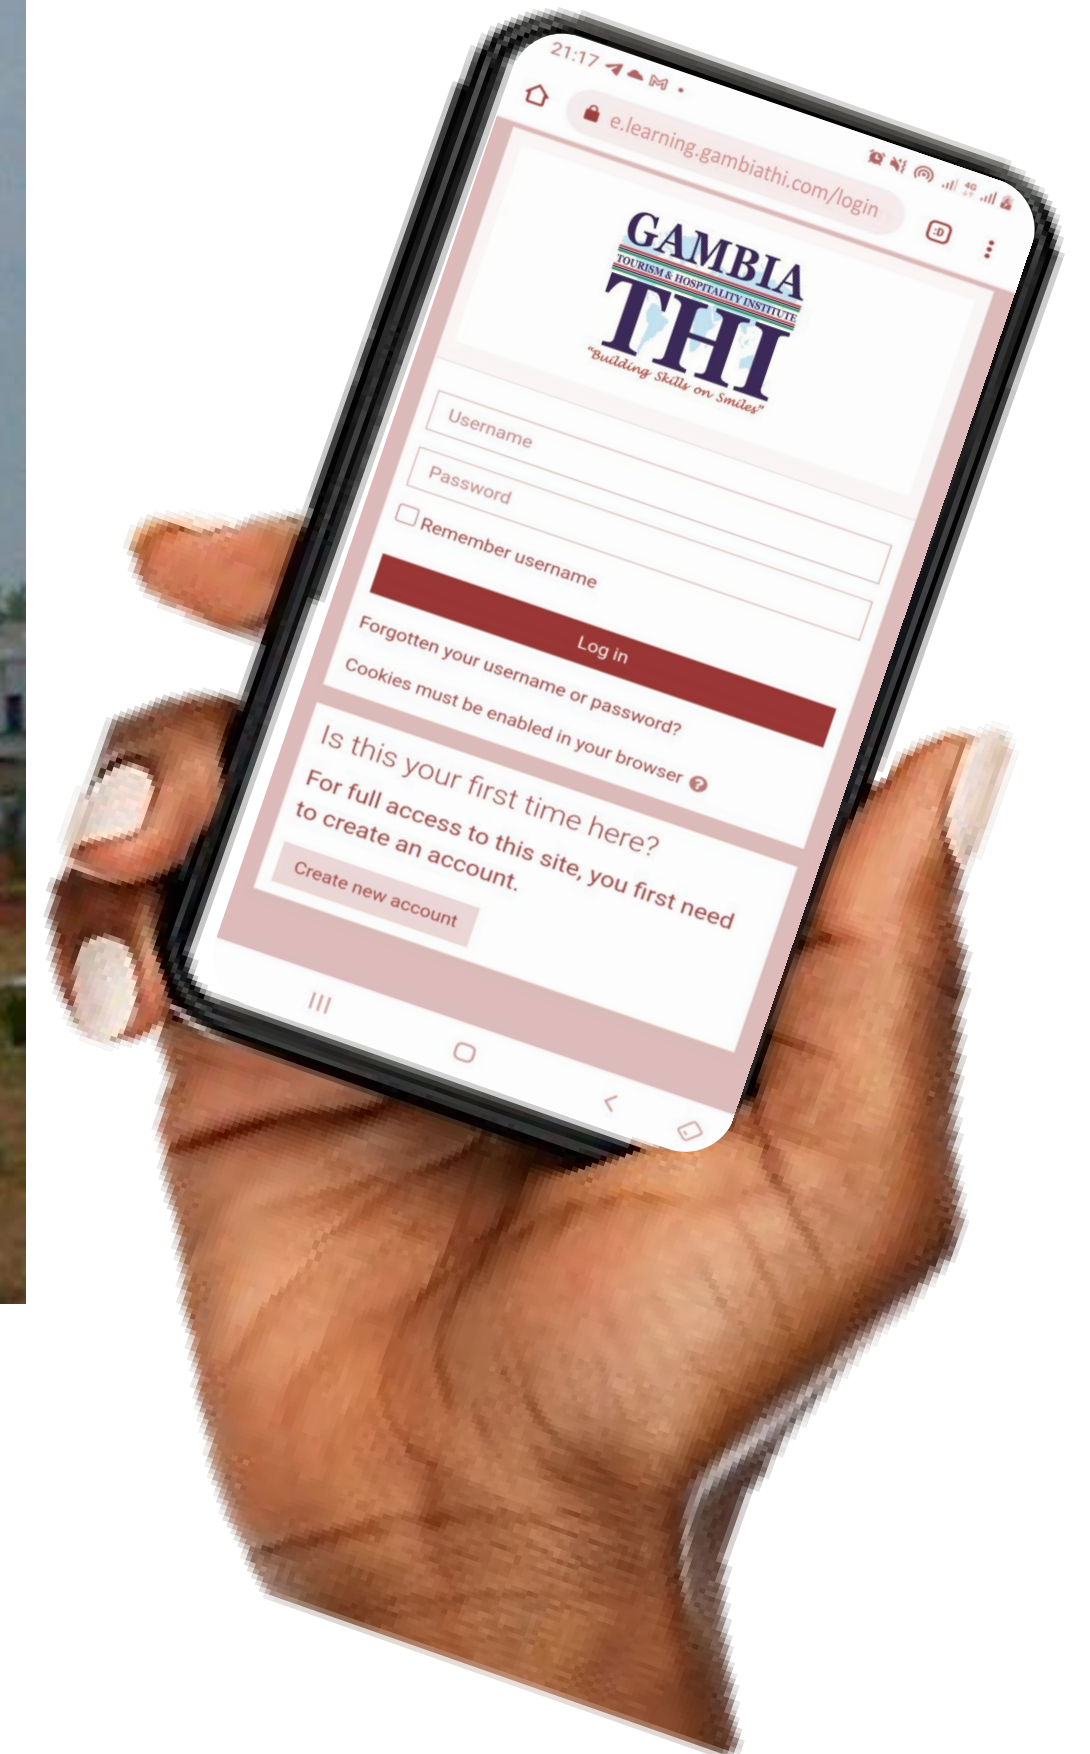 21:17
e.learning.gambiathi.com/login
:D
4G
GAMBIA
TOURISM & HOSPITALITY INSTITUTE
THI
"Building Skills on Smiles"
Username
Password
Remember username
Log in
Forgotten your username or password?
Cookies must be enabled in your browser ?
Is this your first time here?
For full access to this site, you first need
to create an account.
Create new account